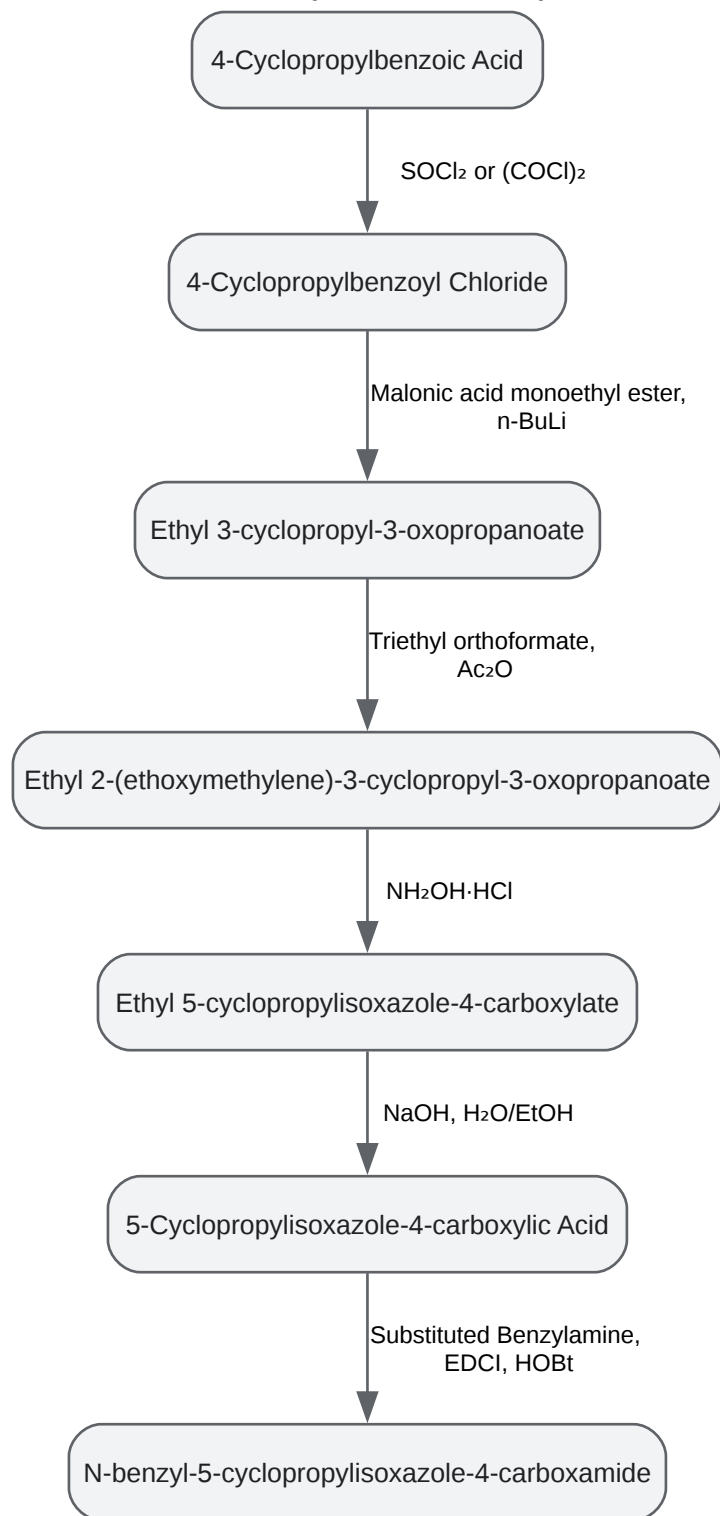 4-Cyclopropylbenzoic Acid
SOCl₂ or (COCl)₂
4-Cyclopropylbenzoyl Chloride
Malonic acid monoethyl ester,
n-BuLi
Ethyl 3-cyclopropyl-3-oxopropanoate
Triethyl orthoformate,
Ac₂O
Ethyl 2-(ethoxymethylene)-3-cyclopropyl-3-oxopropanoate
NH₂OH·HCl
Ethyl 5-cyclopropylisoxazole-4-carboxylate
NaOH, H₂O/EtOH
5-Cyclopropylisoxazole-4-carboxylic Acid
Substituted Benzylamine,
EDCI, HOBt
N-benzyl-5-cyclopropylisoxazole-4-carboxamide